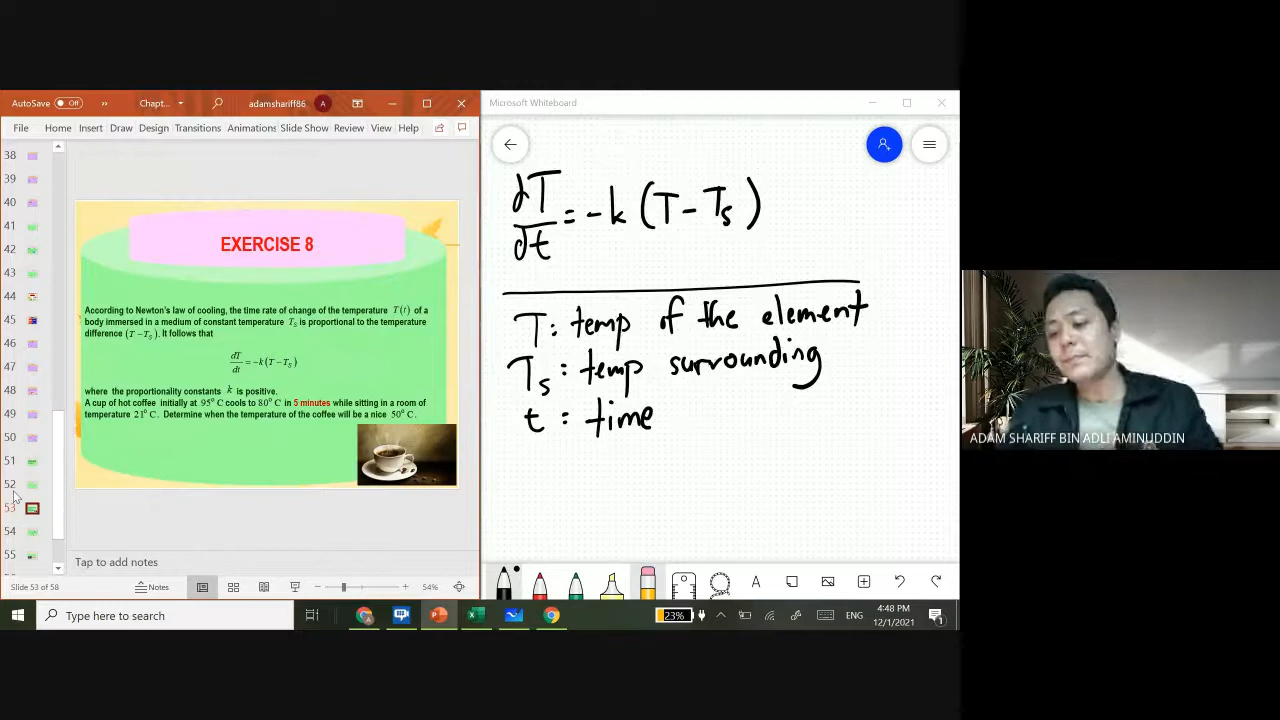 AutoSave Off » Chapt... adamshariff86 A
File Home Insert Draw Design Transitions Animations Slide Show Review View Help
38
39
40
41
42
43
44
45
46
47
48
49
50
51
52
53
54
55
EXERCISE 8
According to Newton's law of cooling, the time rate of change of the temperature T(t) of a
body immersed in a medium of constant temperature T_S is proportional to the temperature
difference (T − T_S). It follows that
dT/dt = −k(T − T_S)
where the proportionality constants k is positive.
A cup of hot coffee initially at 95° C cools to 80° C in 5 minutes while sitting in a room of
temperature 21° C. Determine when the temperature of the coffee will be a nice 50° C.
Tap to add notes
Slide 53 of 58 Notes 54%
Microsoft Whiteboard
dT/dt = -k (T - Ts)
T: temp of the element
Ts: temp surrounding
t: time
A
ADAM SHARIFF BIN ADLI AMINUDDIN
Type here to search
23% ENG 4:48 PM
12/1/2021
1